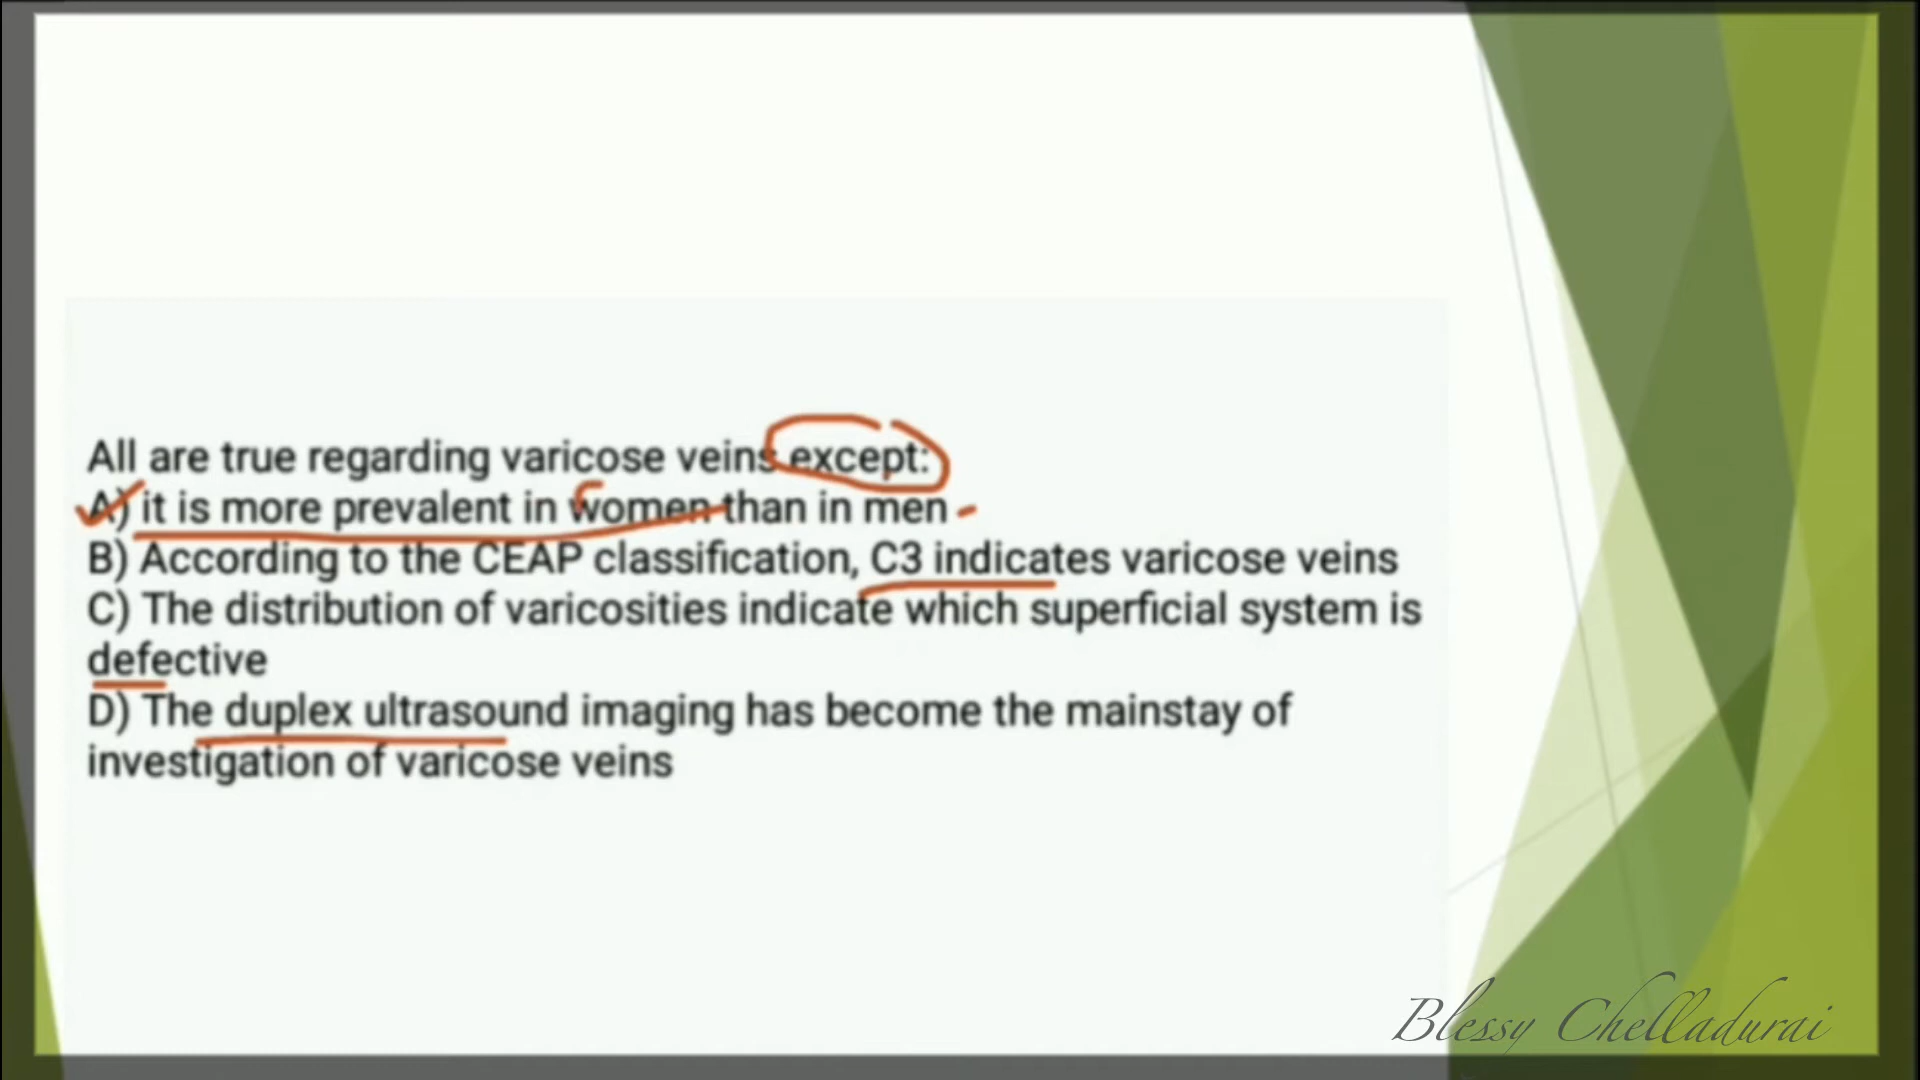 All are true regarding varicose veins except:
A) it is more prevalent in women than in men
B) According to the CEAP classification, C3 indicates varicose veins
C) The distribution of varicosities indicate which superficial system is
defective
D) The duplex ultrasound imaging has become the mainstay of
investigation of varicose veins
Blessy Chelladurai